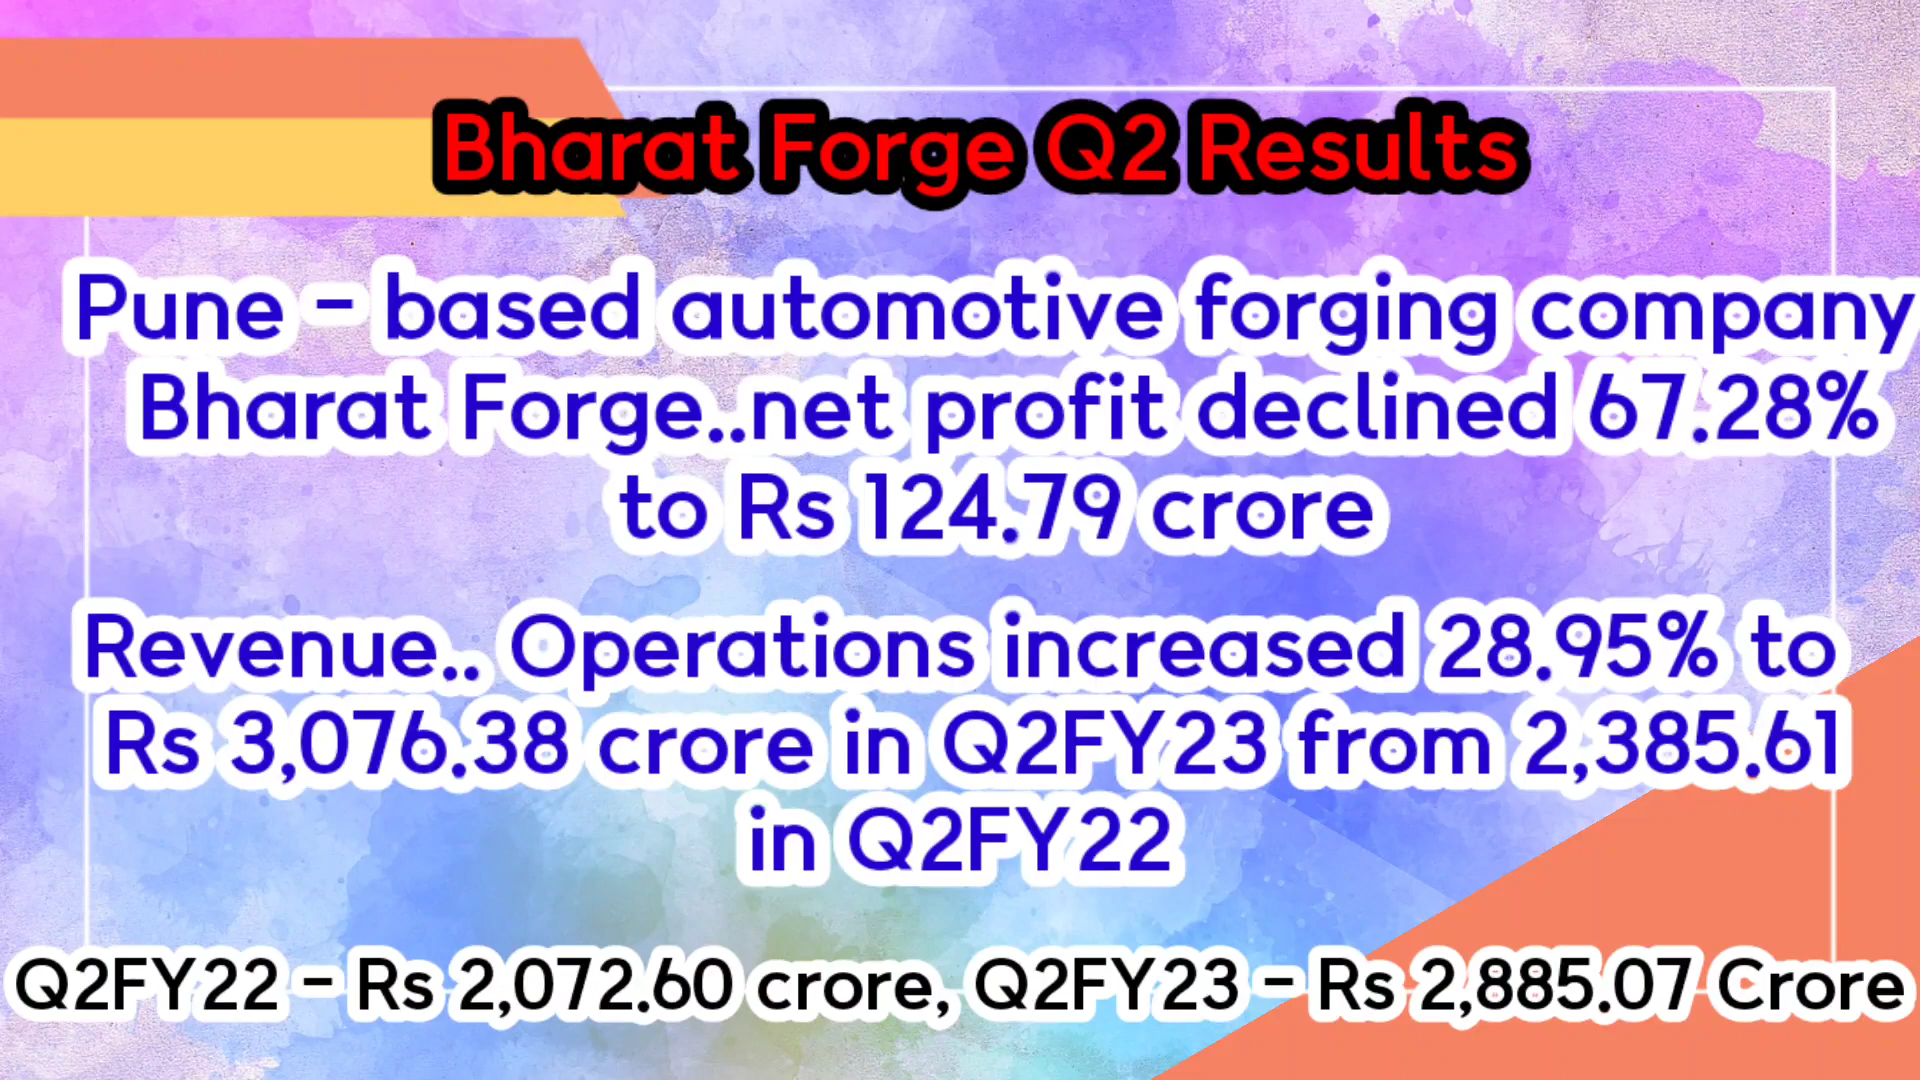 Bharat Forge Q2 Results
Pune - based automotive forging company
Bharat Forge..net profit declined 67.28%
to Rs 124.79 crore
Revenue.. Operations increased 28.95% to
Rs 3,076.38 crore in Q2FY23 from 2,385.61
in Q2FY22
Q2FY22 - Rs 2,072.60 crore, Q2FY23 - Rs 2,885.07 Crore